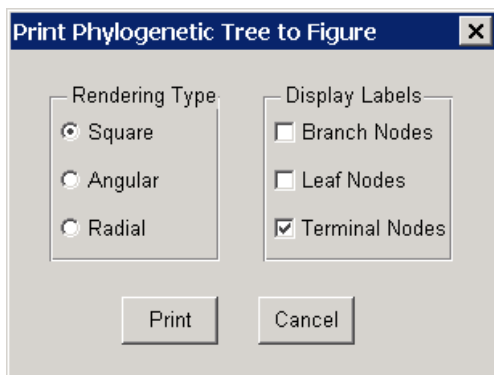 Print Phylogenetic Tree to Figure
Rendering Type
Square
Angular
Radial
Display Labels
Branch Nodes
Leaf Nodes
Terminal Nodes
Print
Cancel